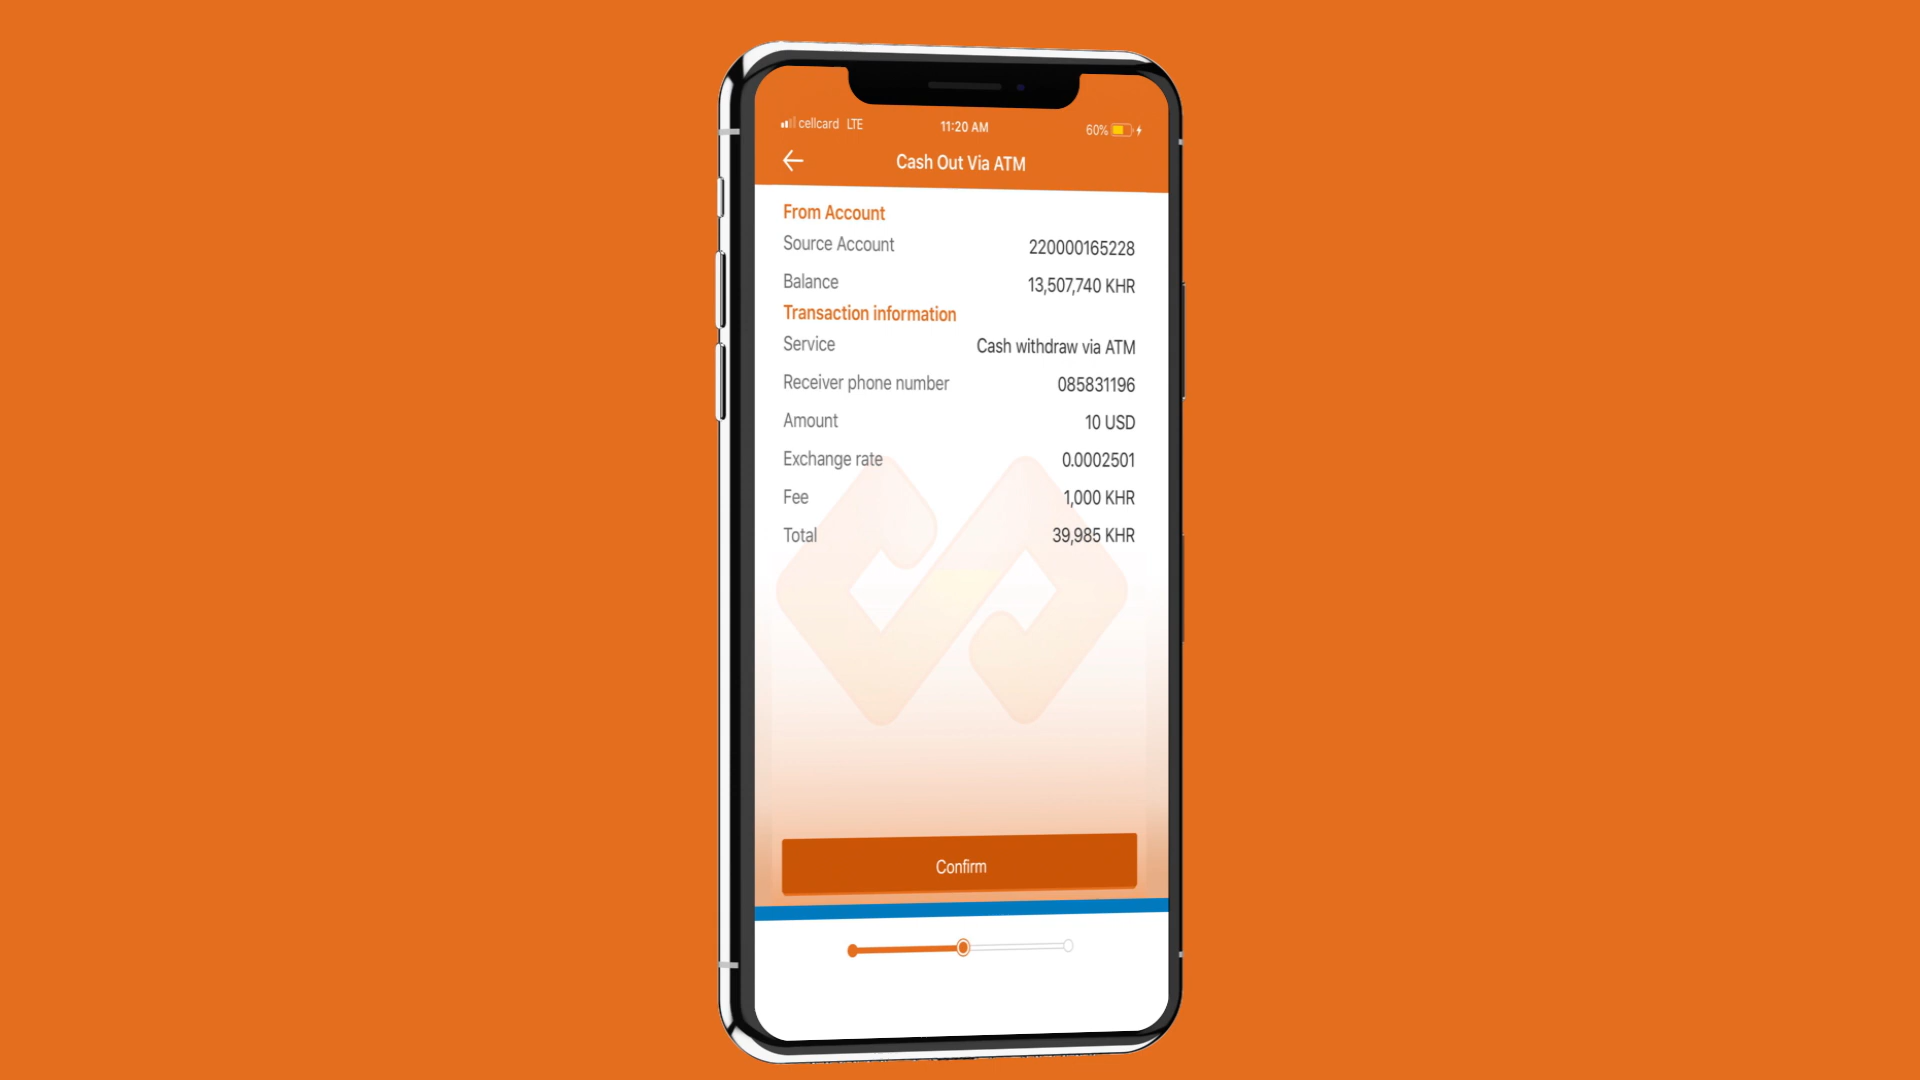 cellcard LTE 11:20 AM 60%
Cash Out Via ATM
From Account
Source Account 220000165228
Balance 13,507,740 KHR
Transaction information
Service Cash withdraw via ATM
Receiver phone number 085831196
Amount 10 USD
Exchange rate 0.0002501
Fee 1,000 KHR
Total 39,985 KHR
Confirm